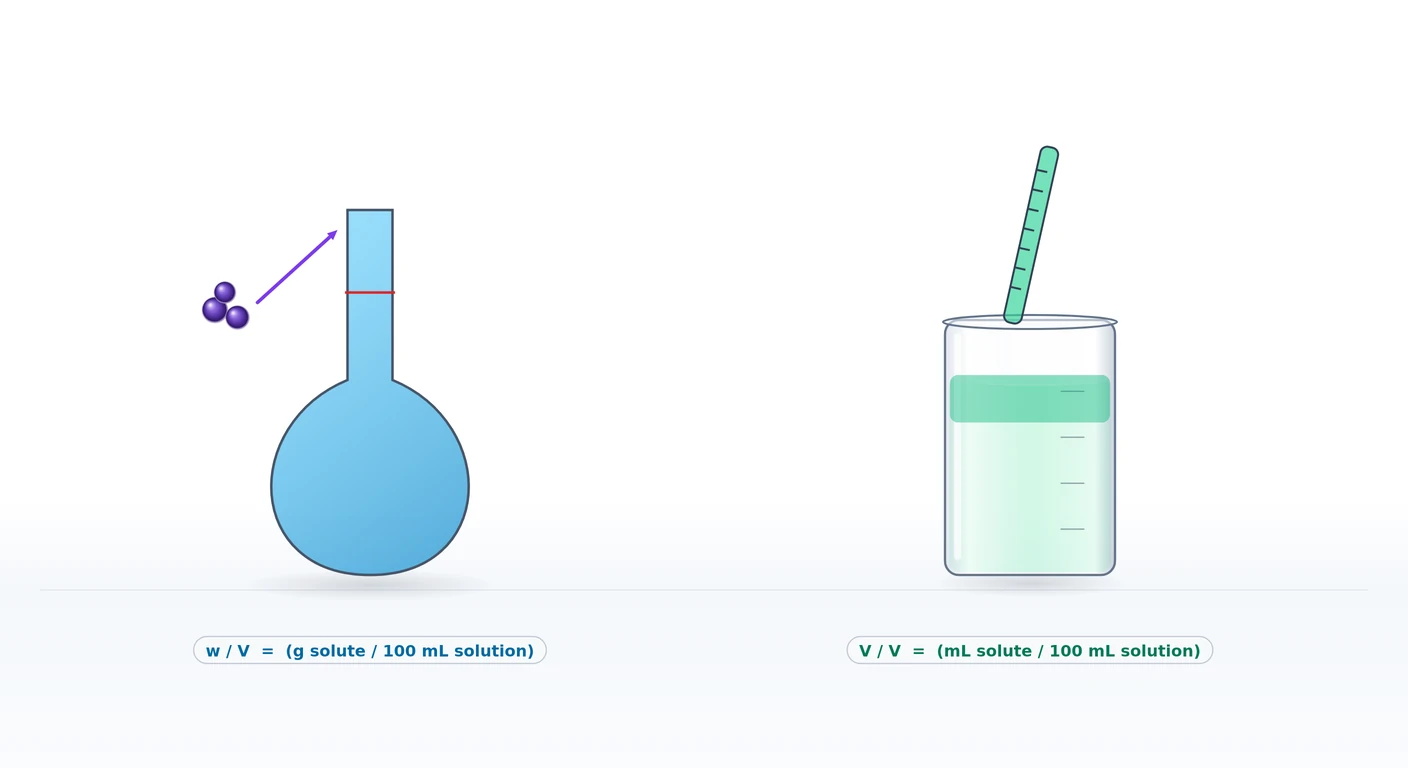 w / V = (g solute / 100 mL solution)
V / V = (mL solute / 100 mL solution)